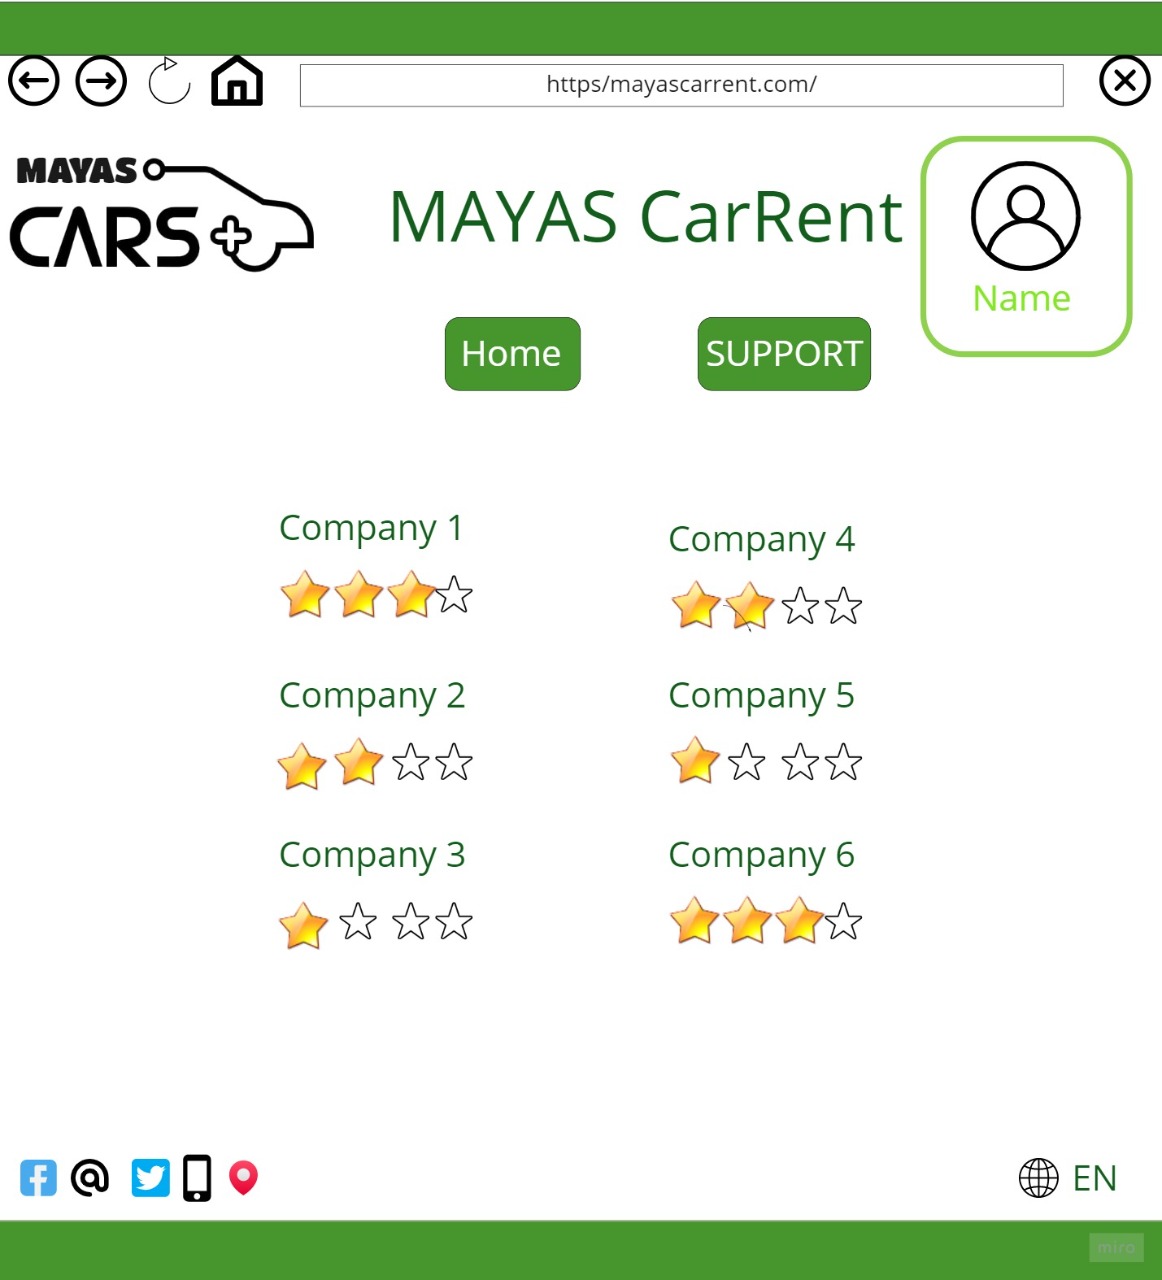 https/mayascarrent.com/
MAYAS
CARS
MAYAS CarRent
Name
Home
SUPPORT
Company 1
Company 4
Company 2
Company 5
Company 3
Company 6
EN
miro